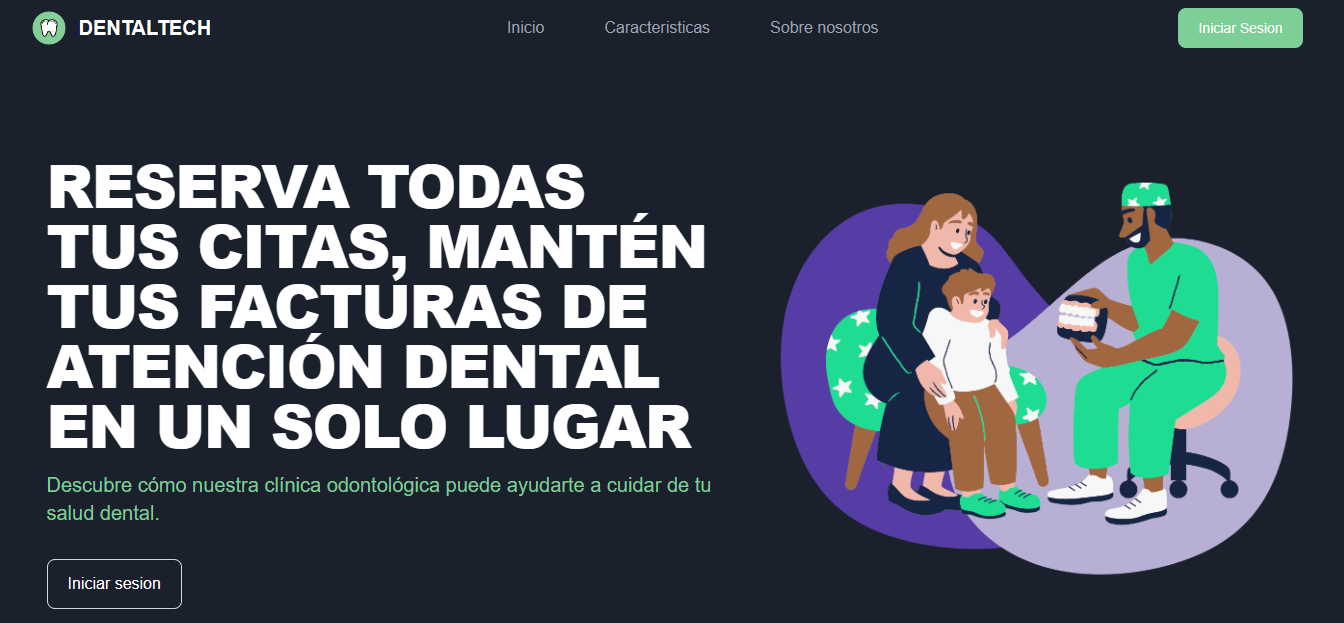 DENTALTECH
Inicio
Caracteristicas
Sobre nosotros
Iniciar Sesion
RESERVA TODAS
TUS CITAS, MANTÉN
TUS FACTURAS DE
ATENCIÓN DENTAL
EN UN SOLO LUGAR
Descubre cómo nuestra clínica odontológica puede ayudarte a cuidar de tu
salud dental.
Iniciar sesion